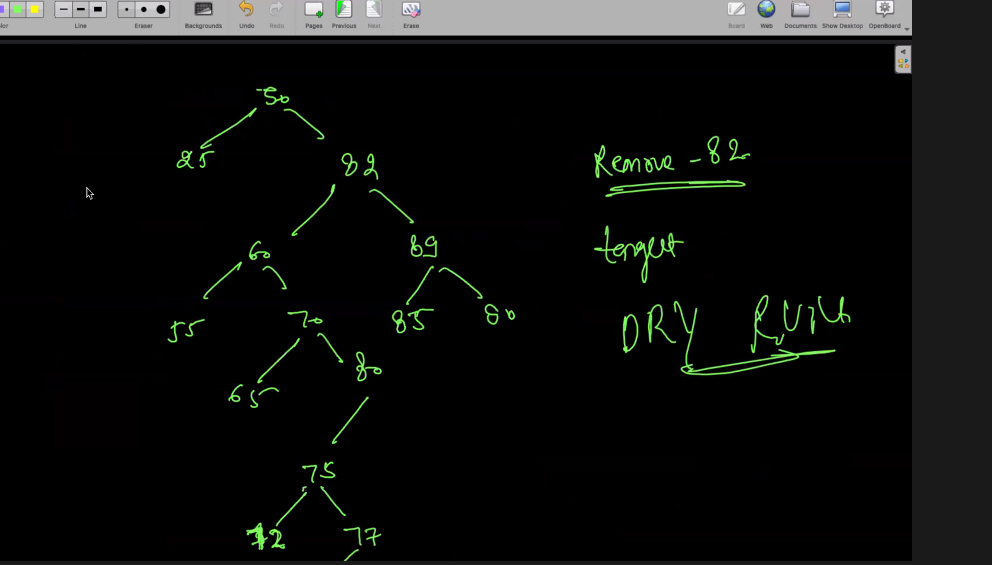 Color
Line
Eraser
Backgrounds
Undo
Redo
Pages
Previous
Next
Erase
Board
Web
Documents
Show Desktop
OpenBoard
50
25
82
Remove - 82
60
89
target
55
70
85
80
DRY RUN
65
80
75
72
77